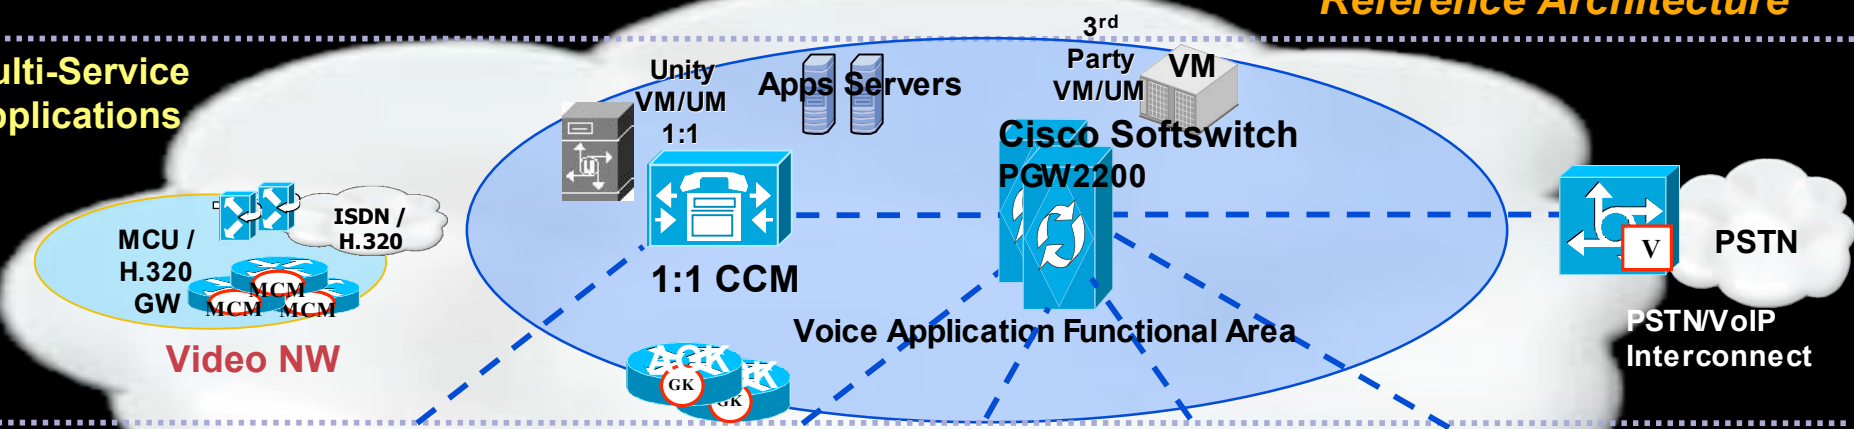 Reference Architecture
ulti-Service
pplications
Unity
VM/UM
1:1
Apps Servers
3rd
Party
VM/UM
VM
Cisco Softswitch
PGW2200
U
ISDN /
H.320
MCU /
H.320
GW
MCM
MCM
MCM
Video NW
1:1 CCM
Voice Application Functional Area
GK
GK
V
PSTN
PSTN/VoIP
Interconnect